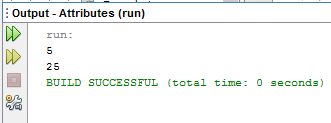 Output - Attributes (run)
run:
5
25
BUILD SUCCESSFUL (total time: 0 seconds)